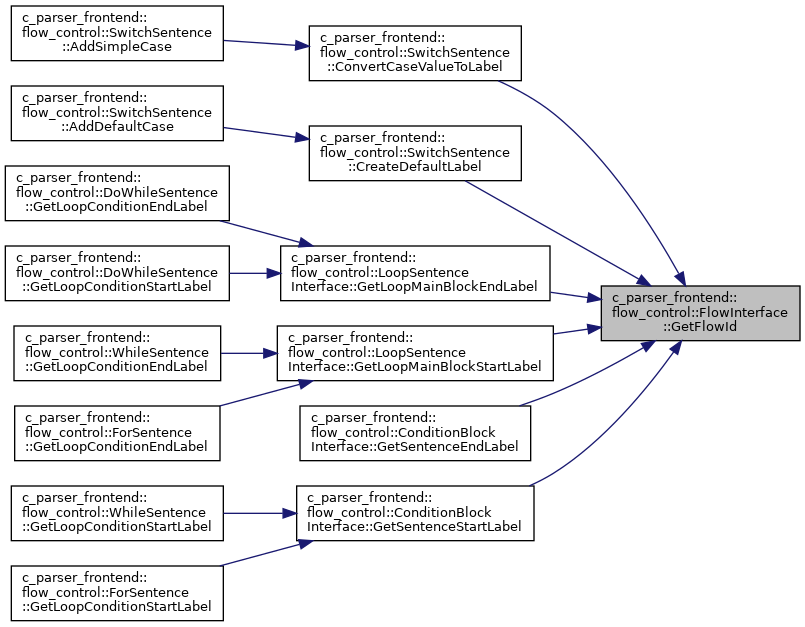 c_parser_frontend::
flow_control::SwitchSentence
::AddSimpleCase
c_parser_frontend::
flow_control::SwitchSentence
::ConvertCaseValueToLabel
c_parser_frontend::
flow_control::SwitchSentence
::AddDefaultCase
c_parser_frontend::
flow_control::SwitchSentence
::CreateDefaultLabel
c_parser_frontend::
flow_control::DoWhileSentence
::GetLoopConditionEndLabel
c_parser_frontend::
flow_control::DoWhileSentence
::GetLoopConditionStartLabel
c_parser_frontend::
flow_control::LoopSentence
Interface::GetLoopMainBlockEndLabel
c_parser_frontend::
flow_control::FlowInterface
::GetFlowId
c_parser_frontend::
flow_control::WhileSentence
::GetLoopConditionEndLabel
c_parser_frontend::
flow_control::LoopSentence
Interface::GetLoopMainBlockStartLabel
c_parser_frontend::
flow_control::ForSentence
::GetLoopConditionEndLabel
c_parser_frontend::
flow_control::ConditionBlock
Interface::GetSentenceEndLabel
c_parser_frontend::
flow_control::WhileSentence
::GetLoopConditionStartLabel
c_parser_frontend::
flow_control::ConditionBlock
Interface::GetSentenceStartLabel
c_parser_frontend::
flow_control::ForSentence
::GetLoopConditionStartLabel